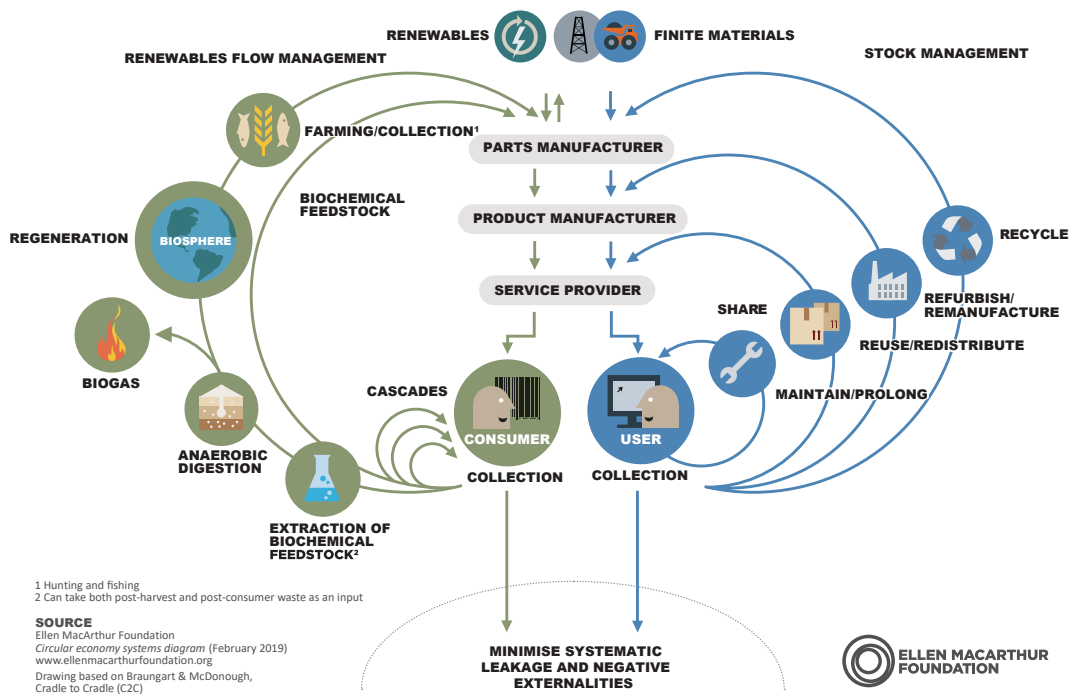 RENEWABLES
FINITE MATERIALS
RENEWABLES FLOW MANAGEMENT
STOCK MANAGEMENT
FARMING/COLLECTION¹
PARTS MANUFACTURER
BIOCHEMICAL
FEEDSTOCK
PRODUCT MANUFACTURER
REGENERATION
BIOSPHERE
RECYCLE
SERVICE PROVIDER
SHARE
REFURBISH/
REMANUFACTURE
REUSE/REDISTRIBUTE
BIOGAS
CASCADES
MAINTAIN/PROLONG
CONSUMER
USER
ANAEROBIC
DIGESTION
COLLECTION
COLLECTION
EXTRACTION OF
BIOCHEMICAL
FEEDSTOCK²
1 Hunting and fishing
2 Can take both post-harvest and post-consumer waste as an input
SOURCE
Ellen MacArthur Foundation
Circular economy systems diagram (February 2019)
www.ellenmacarthurfoundation.org
Drawing based on Braungart & McDonough,
Cradle to Cradle (C2C)
MINIMISE SYSTEMATIC
LEAKAGE AND NEGATIVE
EXTERNALITIES
ELLEN MACARTHUR
FOUNDATION